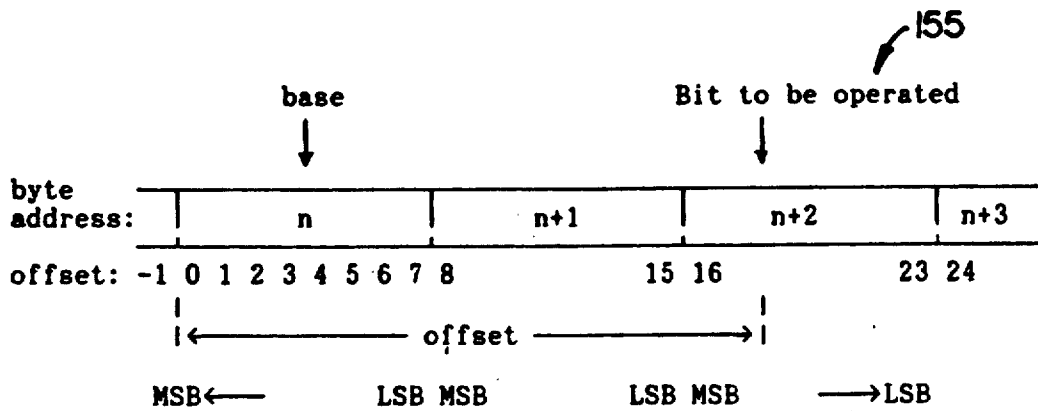 155
base Bit to be operated
byte
address: n n+1 n+2 n+3
offset: -1 0 1 2 3 4 5 6 7 8 15 16 23 24
offset
MSB LSB MSB LSB MSB LSB